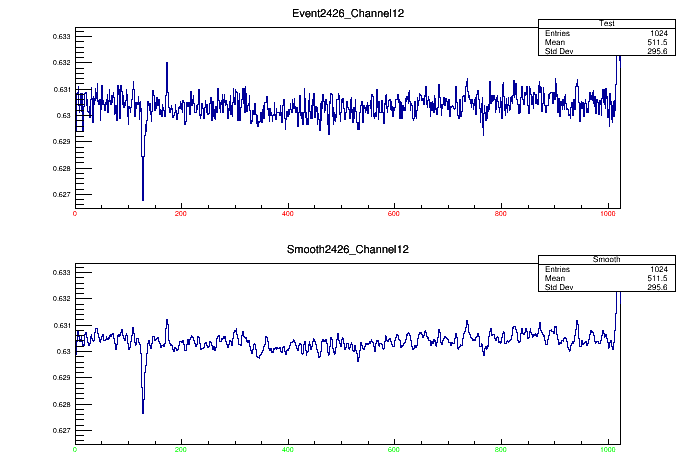 Event2426_Channel12
Test
Entries 1024
Mean 511.5
Std Dev 295.6
0.633
0.632
0.631
0.63
0.629
0.628
0.627
0 200 400 600 800 1000
Smooth2426_Channel12
Smooth
Entries 1024
Mean 511.5
Std Dev 295.6
0.633
0.632
0.631
0.63
0.629
0.628
0.627
0 200 400 600 800 1000